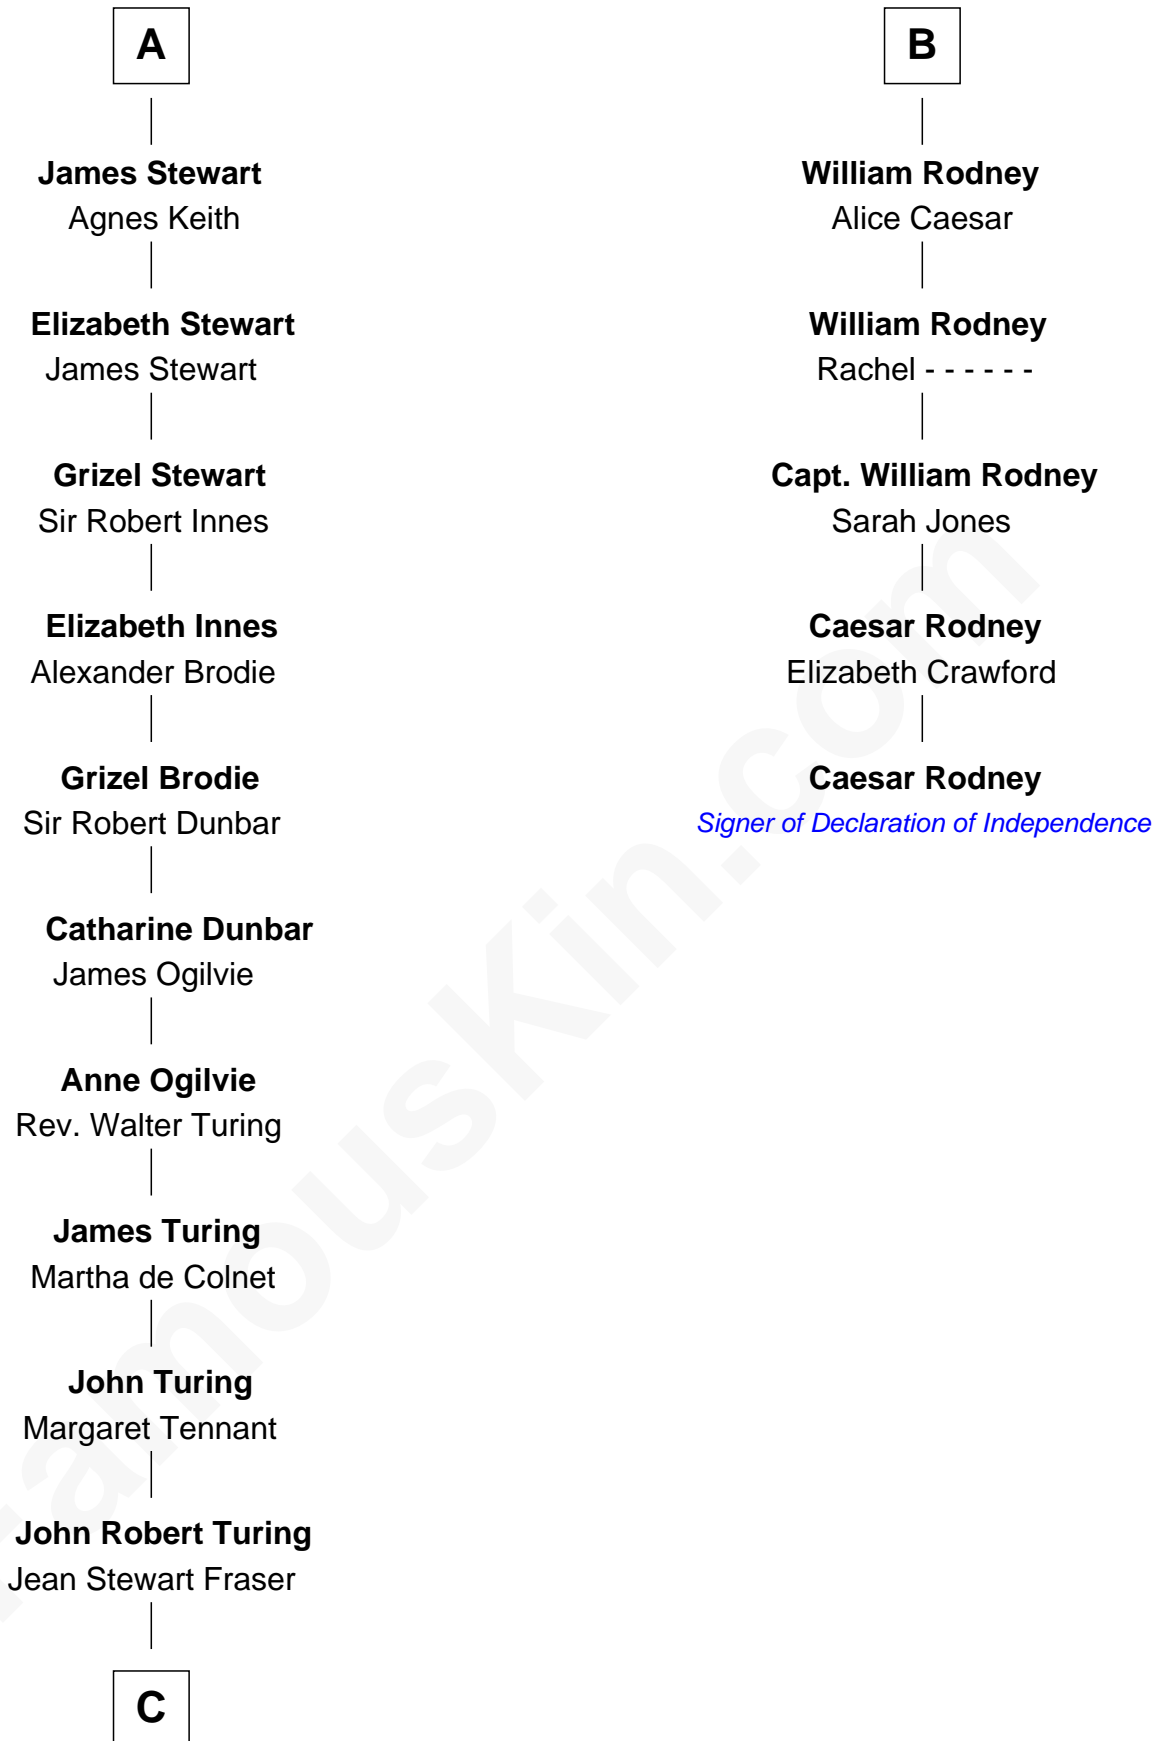 A
James Stewart
Agnes Keith
Elizabeth Stewart
James Stewart
Grizel Stewart
Sir Robert Innes
Elizabeth Innes
Alexander Brodie
Grizel Brodie
Sir Robert Dunbar
Catharine Dunbar
James Ogilvie
Anne Ogilvie
Rev. Walter Turing
James Turing
Martha de Colnet
John Turing
Margaret Tennant
John Robert Turing
Jean Stewart Fraser
C
B
William Rodney
Alice Caesar
William Rodney
Rachel - - - - - -
Capt. William Rodney
Sarah Jones
Caesar Rodney
Elizabeth Crawford
Caesar Rodney
Signer of Declaration of Independence
FamousKin.com